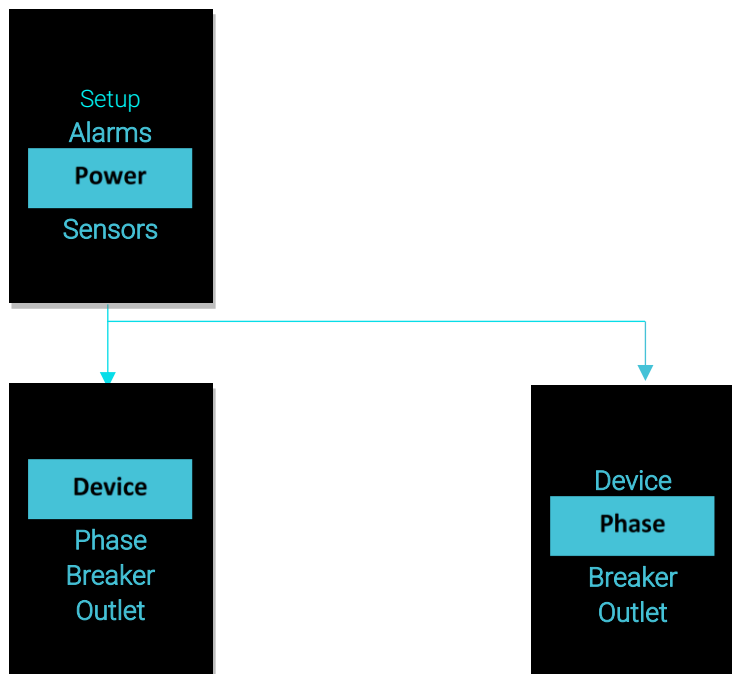 Setup
Alarms
Power
Sensors
Device
Phase
Breaker
Outlet
Device
Phase
Breaker
Outlet